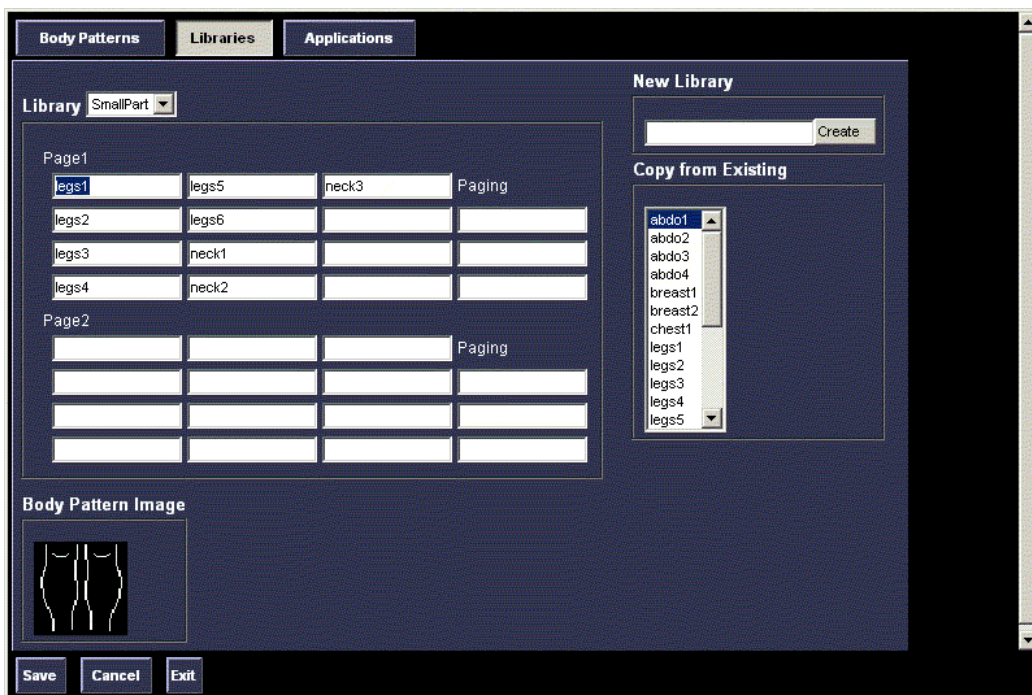 Body Patterns Libraries Applications
Library SmallPart
Page1
legs1 legs5 neck3 Paging
legs2 legs6
legs3 neck1
legs4 neck2
Page2
Paging
Body Pattern Image
New Library
Create
Copy from Existing
abdo1
abdo2
abdo3
abdo4
breast1
breast2
chest1
legs1
legs2
legs3
legs4
legs5
Save Cancel Exit